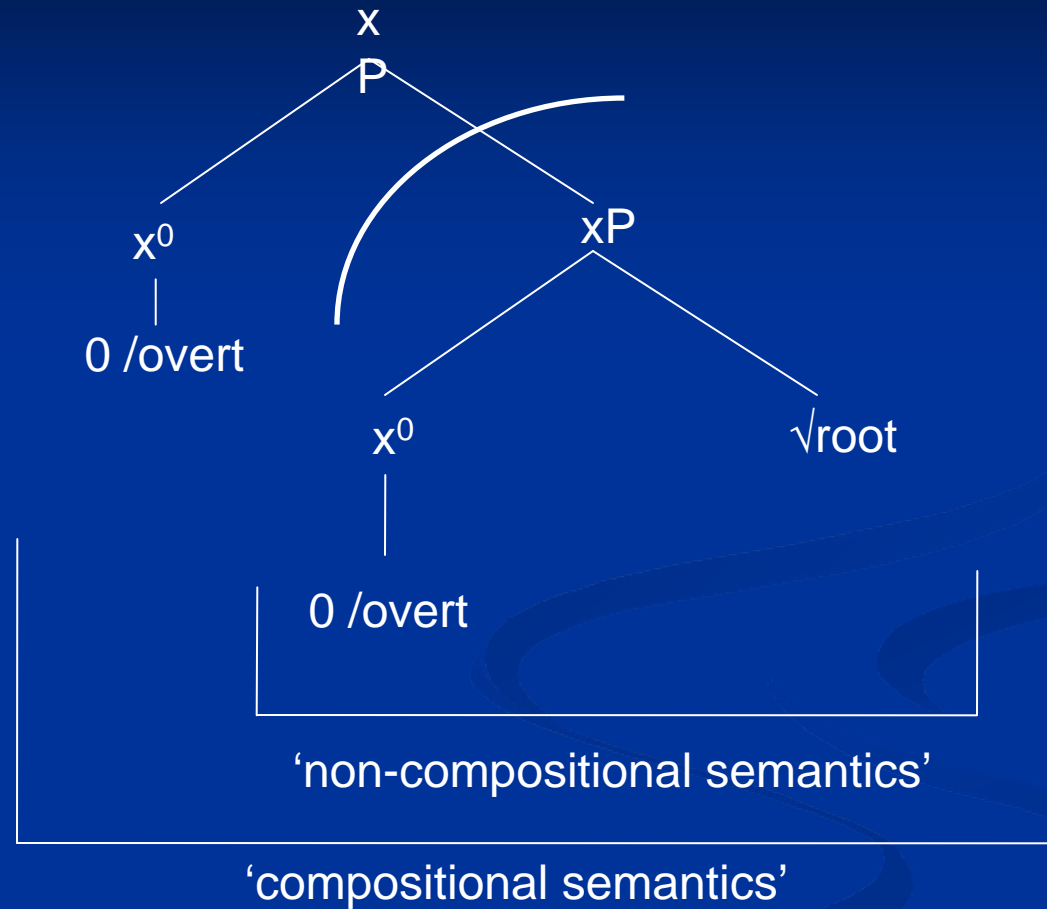 x
P
x⁰
xP
0 /overt
x⁰
√root
0 /overt
‘non-compositional semantics’
‘compositional semantics’